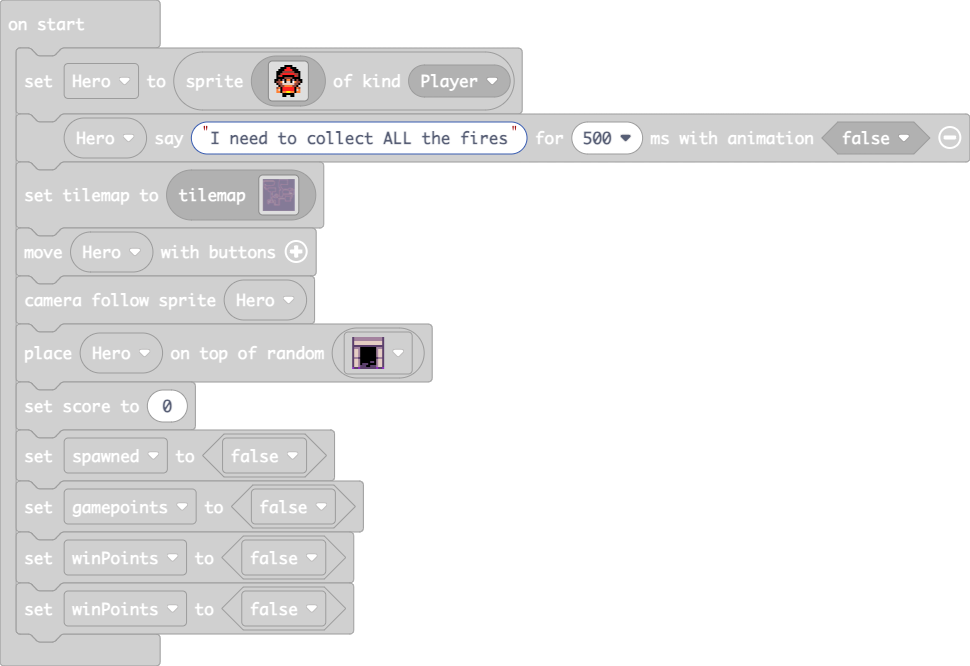 on start
set Hero to sprite of kind Player
Hero say "I need to collect ALL the fires" for 500 ms with animation false
set tilemap to tilemap
move Hero with buttons
camera follow sprite Hero
place Hero on top of random
set score to 0
set spawned to false
set gamepoints to false
set winPoints to false
set winPoints to false